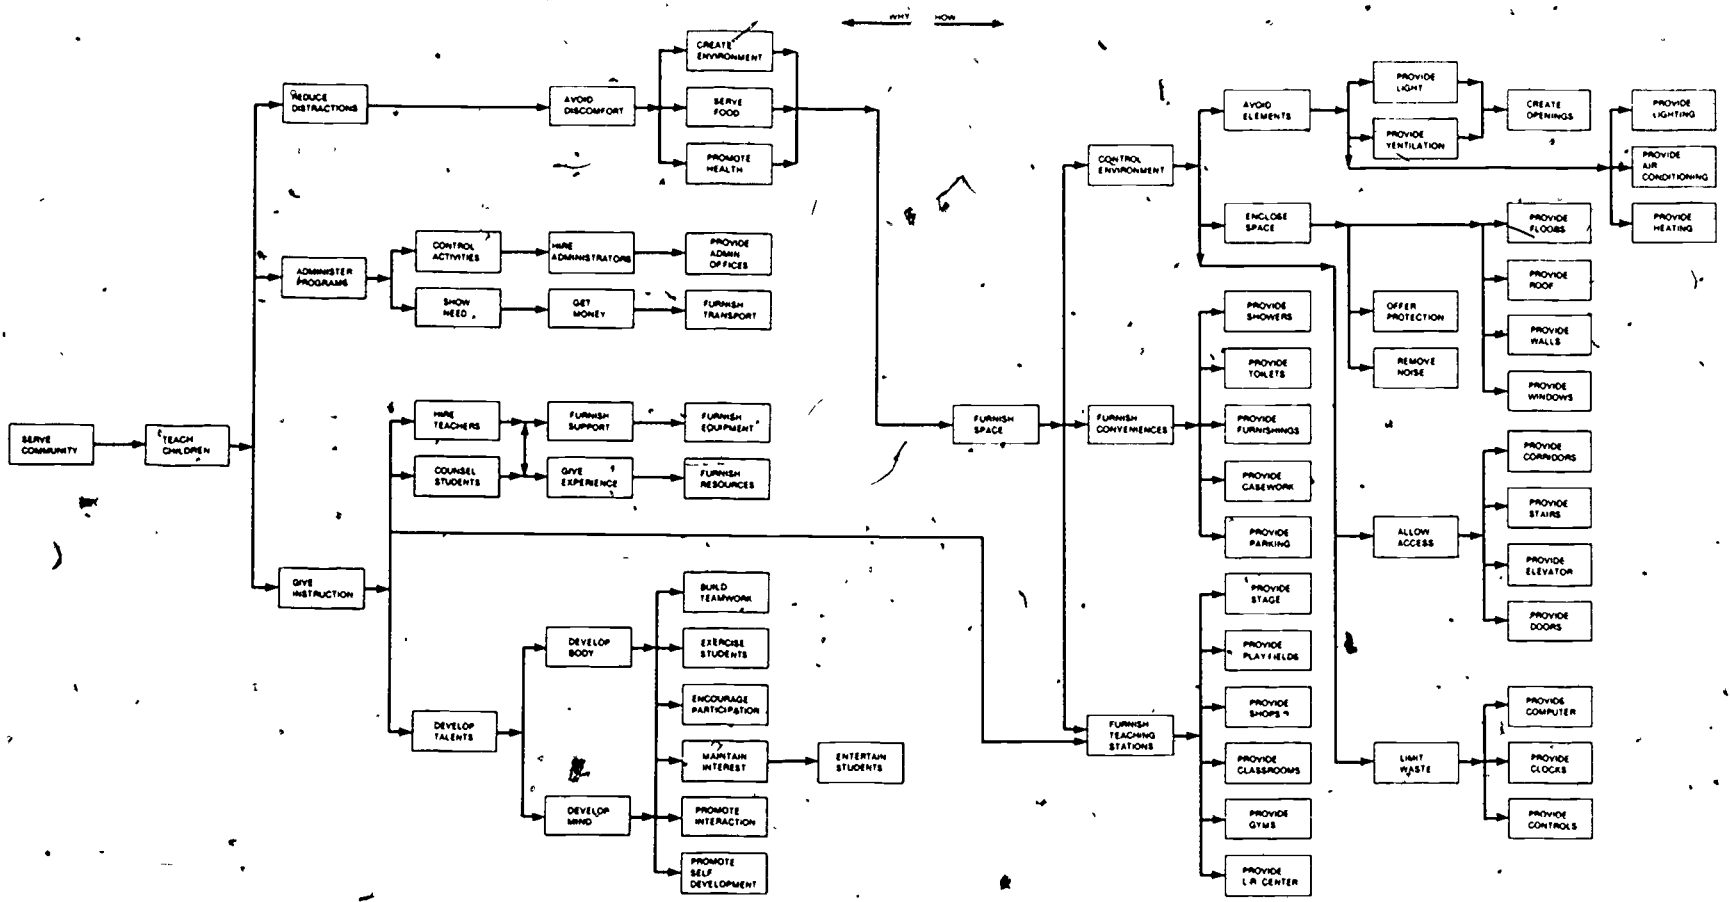 WHY HOW
CREATE
ENVIRONMENT
REDUCE
DISTRACTIONS
AVOID
DISCOMFORT
SERVE
FOOD
PROMOTE
HEALTH
CONTROL
ACTIVITIES
HIRE
ADMINISTRATORS
PROVIDE
ADMIN
OFFICES
ADMINISTER
PROGRAMS
SHOW
NEED
GET
MONEY
FURNISH
TRANSPORT
SERVE
COMMUNITY
TEACH
CHILDREN
HIRE
TEACHERS
FURNISH
SUPPORT
FURNISH
EQUIPMENT
COUNSEL
STUDENTS
GIVE
EXPERIENCE
FURNISH
RESOURCES
GIVE
INSTRUCTION
BUILD
TEAMWORK
DEVELOP
BODY
EXERCISE
STUDENTS
ENCOURAGE
PARTICIPATION
DEVELOP
TALENTS
MAINTAIN
INTEREST
ENTERTAIN
STUDENTS
DEVELOP
MIND
PROMOTE
INTERACTION
PROMOTE
SELF
DEVELOPMENT
FURNISH
SPACE
CONTROL
ENVIRONMENT
FURNISH
CONVENIENCES
FURNISH
TEACHING
STATIONS
AVOID
ELEMENTS
ENCLOSE
SPACE
PROVIDE
SHOWERS
PROVIDE
TOILETS
PROVIDE
FURNISHINGS
PROVIDE
CASEWORK
PROVIDE
PARKING
PROVIDE
STAGE
PROVIDE
PLAYFIELDS
PROVIDE
SHOPS
PROVIDE
CLASSROOMS
PROVIDE
GYMS
PROVIDE
L.R. CENTER
PROVIDE
LIGHT
PROVIDE
VENTILATION
OFFER
PROTECTION
REMOVE
NOISE
ALLOW
ACCESS
LIMIT
WASTE
CREATE
OPENINGS
PROVIDE
FLOORS
PROVIDE
ROOF
PROVIDE
WALLS
PROVIDE
WINDOWS
PROVIDE
CORRIDORS
PROVIDE
STAIRS
PROVIDE
ELEVATOR
PROVIDE
DOORS
PROVIDE
COMPUTER
PROVIDE
CLOCKS
PROVIDE
CONTROLS
PROVIDE
LIGHTING
PROVIDE
AIR
CONDITIONING
PROVIDE
HEATING